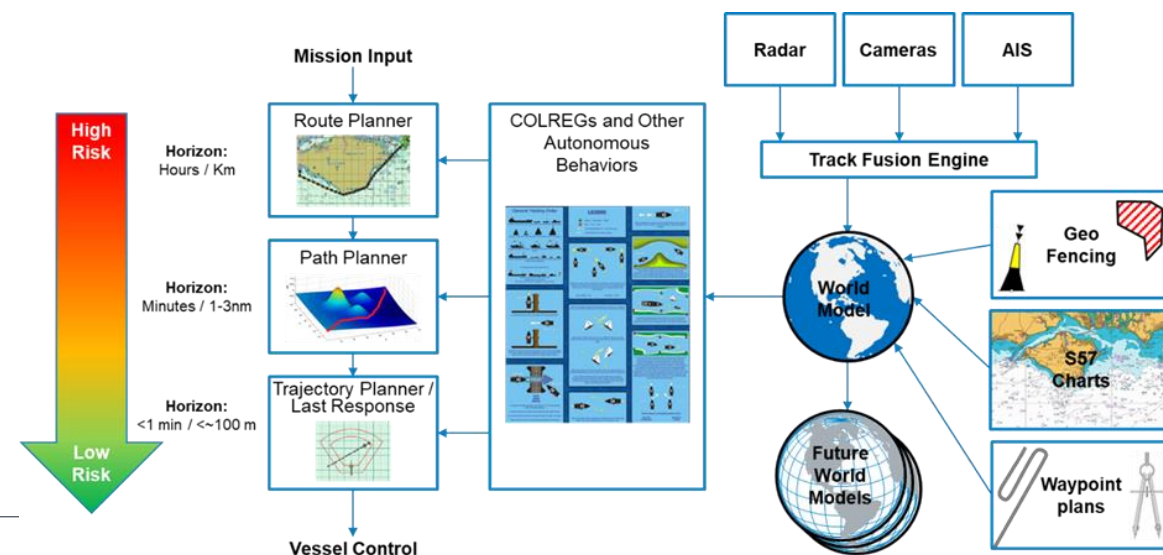 Mission Input
High
Risk
Low
Risk
Horizon:
Hours / Km
Horizon:
Minutes / 1-3nm
Horizon:
<1 min / <~100 m
Route Planner
Path Planner
Trajectory Planner /
Last Response
Vessel Control
COLREGs and Other
Autonomous
Behaviors
Radar
Cameras
AIS
Track Fusion Engine
World
Model
Future
World
Models
Geo
Fencing
S57
Charts
Waypoint
plans